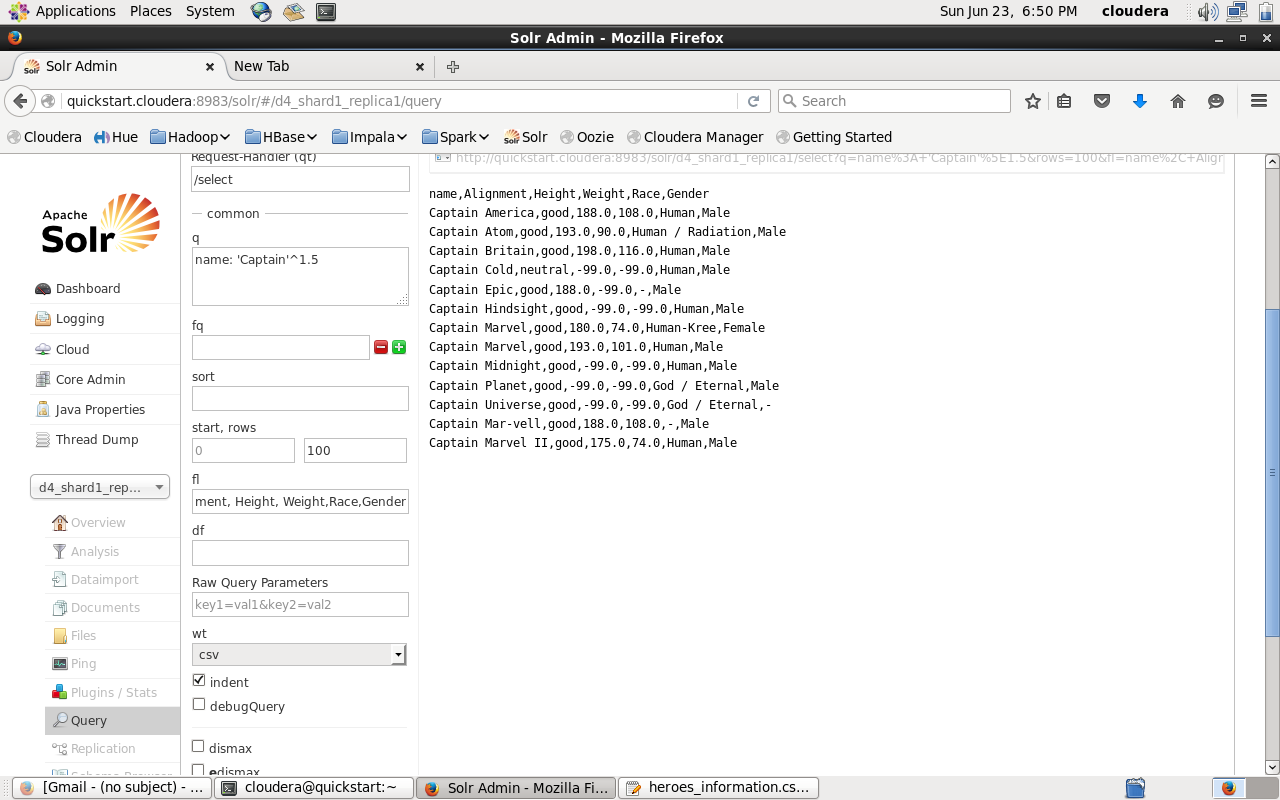 Applications Places System Sun Jun 23, 6:50 PM cloudera
Solr Admin - Mozilla Firefox
Solr Admin New Tab
quickstart.cloudera:8983/solr/#/d4_shard1_replica1/query Search
Cloudera Hue Hadoop HBase Impala Spark Solr Oozie Cloudera Manager Getting Started
Apache
Solr
Dashboard
Logging
Cloud
Core Admin
Java Properties
Thread Dump
d4_shard1_rep...
Overview
Analysis
Dataimport
Documents
Files
Ping
Plugins / Stats
Query
Replication
Schema Browser
Request-Handler (qt)
/select
common
q
name: 'Captain'^1.5
fq
sort
start, rows
0 100
fl
ment, Height, Weight,Race,Gender
df
Raw Query Parameters
key1=val1&key2=val2
wt
csv
indent
debugQuery
dismax
edismax
http://quickstart.cloudera:8983/solr/d4_shard1_replica1/select?q=name%3A+'Captain'%5E1.5&rows=100&fl=name%2C+Alignr
name,Alignment,Height,Weight,Race,Gender
Captain America,good,188.0,108.0,Human,Male
Captain Atom,good,193.0,90.0,Human / Radiation,Male
Captain Britain,good,198.0,116.0,Human,Male
Captain Cold,neutral,-99.0,-99.0,Human,Male
Captain Epic,good,188.0,-99.0,-,Male
Captain Hindsight,good,-99.0,-99.0,Human,Male
Captain Marvel,good,180.0,74.0,Human-Kree,Female
Captain Marvel,good,193.0,101.0,Human,Male
Captain Midnight,good,-99.0,-99.0,Human,Male
Captain Planet,good,-99.0,-99.0,God / Eternal,Male
Captain Universe,good,-99.0,-99.0,God / Eternal,-
Captain Mar-vell,good,188.0,108.0,-,Male
Captain Marvel II,good,175.0,74.0,Human,Male
[Gmail - (no subject) - ... cloudera@quickstart:~ Solr Admin - Mozilla Fi... heroes_information.cs...